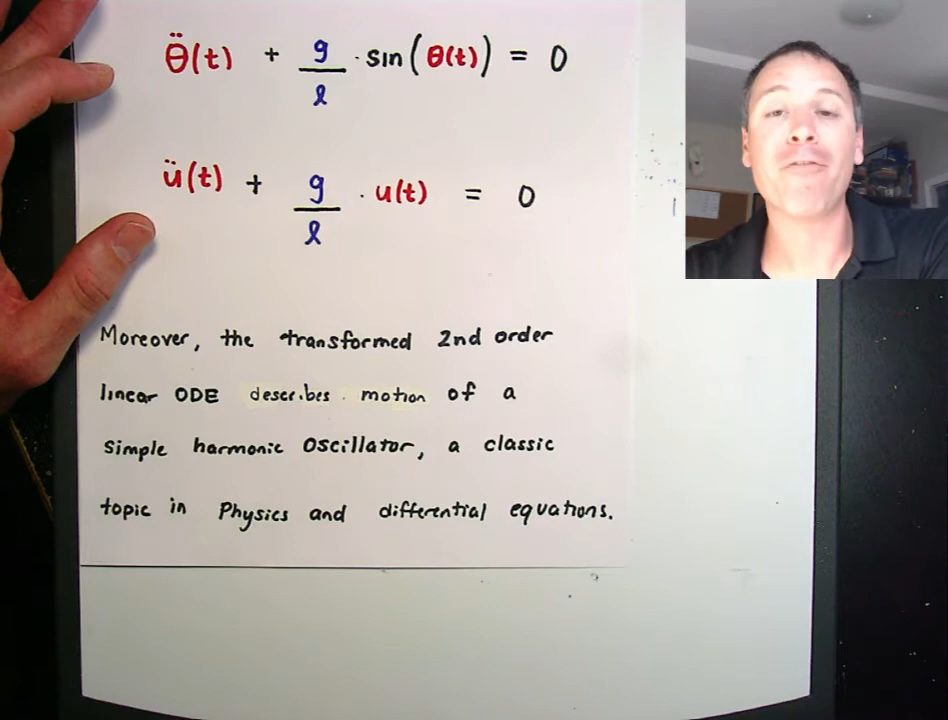 θ̈(t) + g/l · sin(θ(t)) = 0
ü(t) + g/l · u(t) = 0
Moreover, the transformed 2nd order
linear ODE describes motion of a
simple harmonic oscillator, a classic
topic in Physics and differential equations.